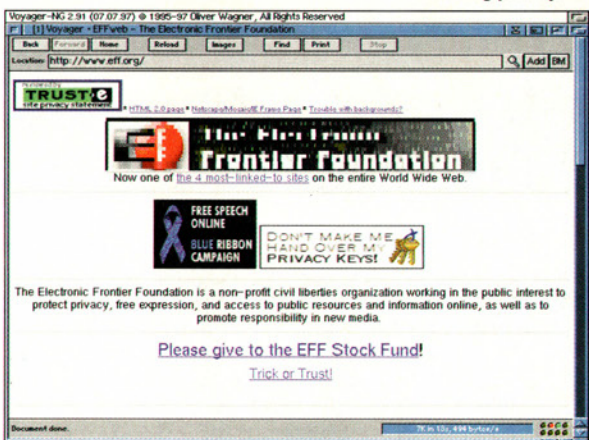 Voyager-NG 2.91 (07.07.97) © 1995-97 Oliver Wagner, All Rights Reserved
[1] Voyager - EFFweb - The Electronic Frontier Foundation
Back Forward Home Reload Images Find Print Stop
Location http://www.eff.org/ Add BM
reviewed by
TRUST-e
site privacy statement
* HTML 2.0 page * Netscape/Mosaic/IE Frame Page * Trouble with backgrounds?
The Electronic
Frontier Foundation
Now one of the 4 most-linked-to sites on the entire World Wide Web.
FREE SPEECH
ONLINE
BLUE RIBBON
CAMPAIGN
DON'T MAKE ME
HAND OVER MY
PRIVACY KEYS!
The Electronic Frontier Foundation is a non-profit civil liberties organization working in the public interest to
protect privacy, free expression, and access to public resources and information online, as well as to
promote responsibility in new media.
Please give to the EFF Stock Fund!
Trick or Trust!
Document done. 7K in 13s, 494 bytes/s